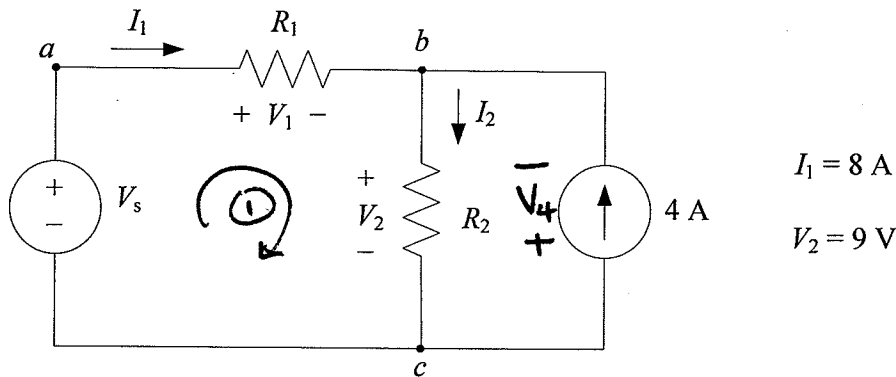 a
I₁
R₁
b
+ V₁ −
I₂
+
−
Vₛ
①
+
V₂
−
R₂
−
V₄
+
4 A
I₁ = 8 A
V₂ = 9 V
c